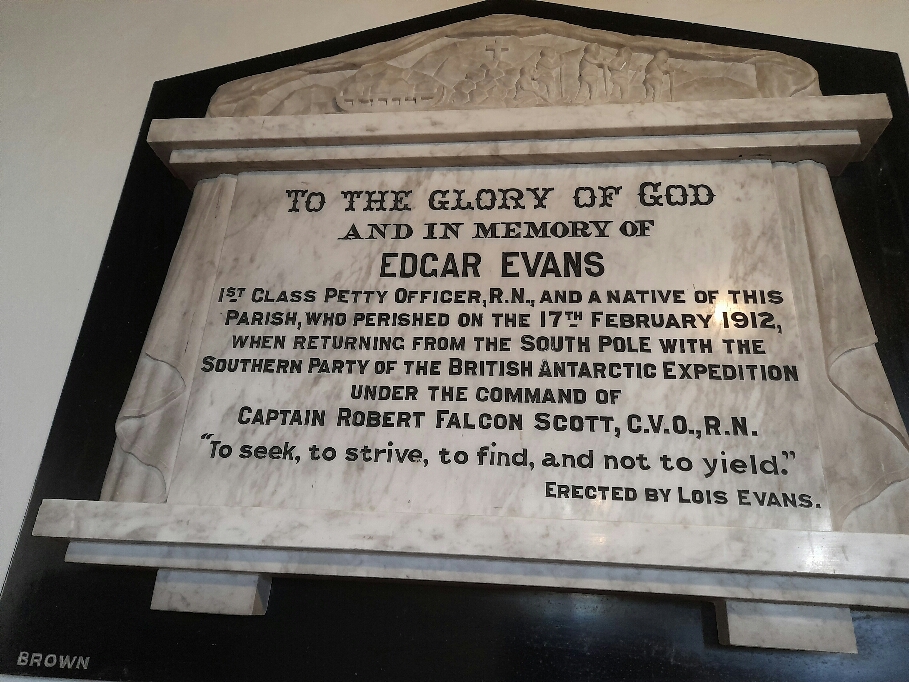 TO THE GLORY OF GOD
AND IN MEMORY OF
EDGAR EVANS
1ST CLASS PETTY OFFICER, R.N., AND A NATIVE OF THIS
PARISH, WHO PERISHED ON THE 17TH FEBRUARY 1912,
WHEN RETURNING FROM THE SOUTH POLE WITH THE
SOUTHERN PARTY OF THE BRITISH ANTARCTIC EXPEDITION
UNDER THE COMMAND OF
CAPTAIN ROBERT FALCON SCOTT, C.V.O., R.N.
"To seek, to strive, to find, and not to yield."
ERECTED BY LOIS EVANS.
BROWN